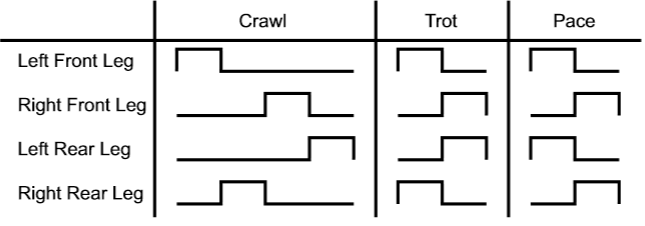 Crawl Trot Pace
Left Front Leg
Right Front Leg
Left Rear Leg
Right Rear Leg